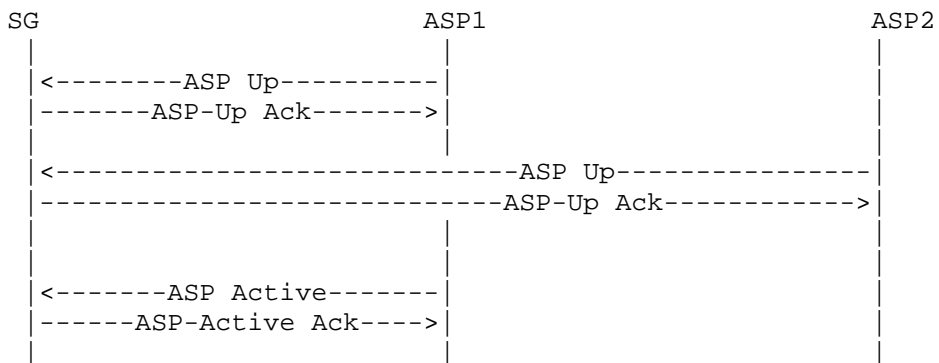 SG ASP1 ASP2
<--------ASP Up----------
-------ASP-Up Ack------->
<------------------------------ASP Up----------------
------------------------------ASP-Up Ack------------>
<-------ASP Active-------
------ASP-Active Ack---->